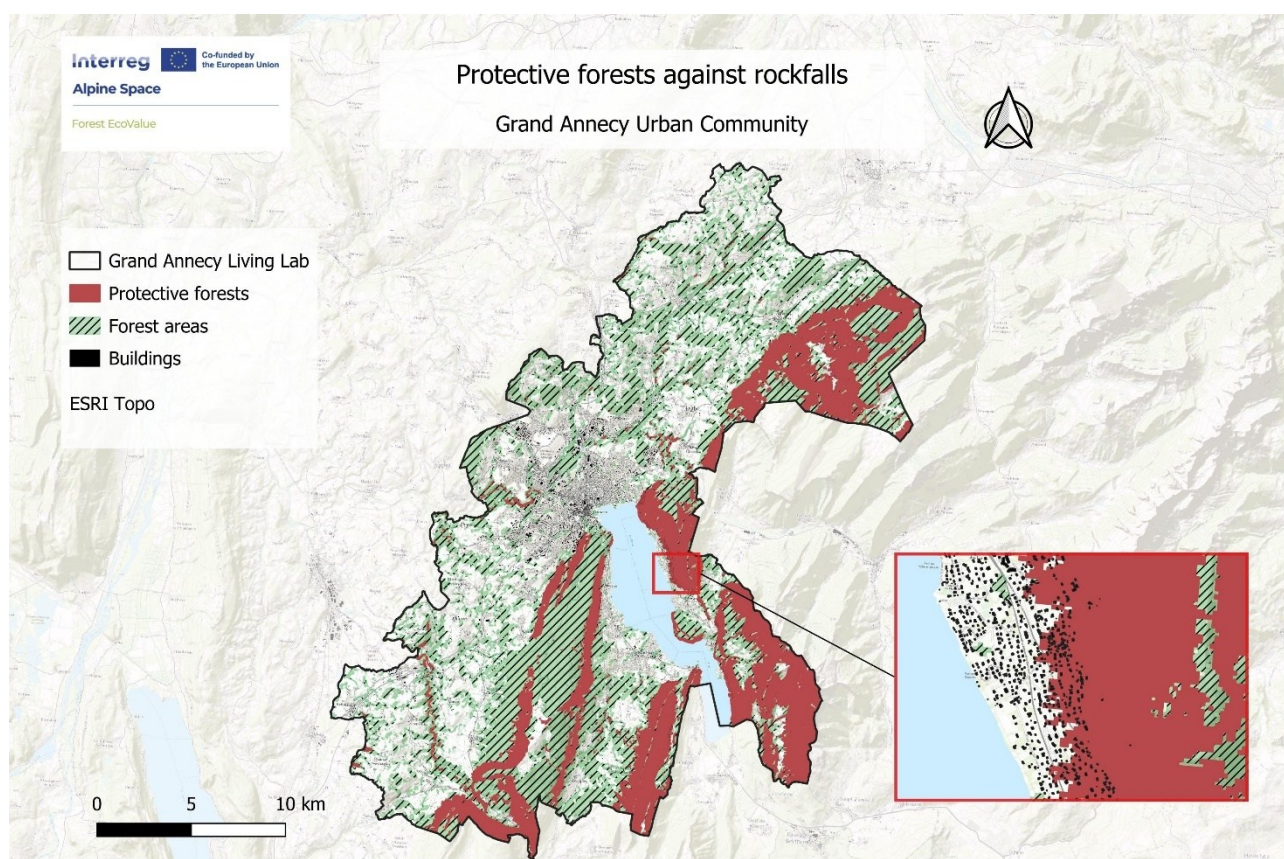 Interreg
Co-funded by
the European Union
Alpine Space
Forest EcoValue
Protective forests against rockfalls
Grand Annecy Urban Community
Grand Annecy Living Lab
Protective forests
Forest areas
Buildings
ESRI Topo
0 5 10 km